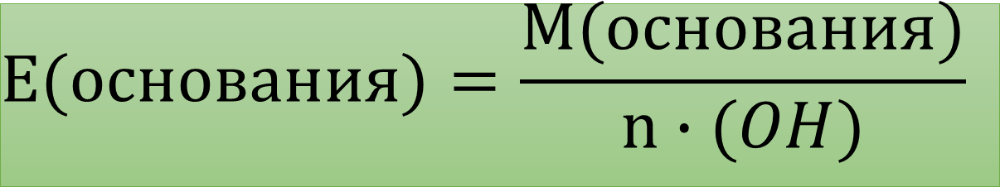 E(основания) = M(основания) / n · (OH)